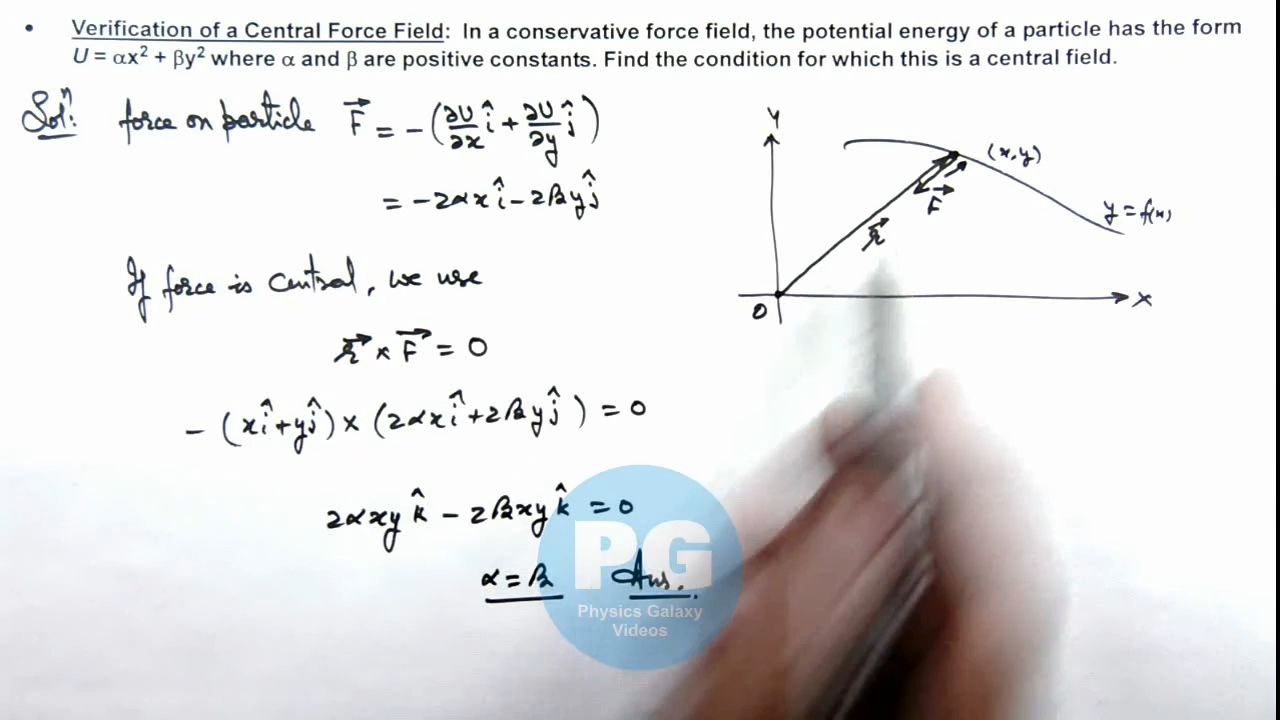 • Verification of a Central Force Field: In a conservative force field, the potential energy of a particle has the form
U = αx² + βy² where α and β are positive constants. Find the condition for which this is a central field.
Solⁿ: force on particle F⃗ = -(∂U/∂x î + ∂U/∂y ĵ)
= -2αxî - 2βyĵ
If force is central, we use
r⃗ × F⃗ = 0
- (xî + yĵ) × (2αxî + 2βyĵ) = 0
2αxy k̂ - 2βxy k̂ = 0
α = β Ans.
Y
(x,y)
F⃗
y = f(x)
r⃗
O
X
PG
Physics Galaxy
Videos